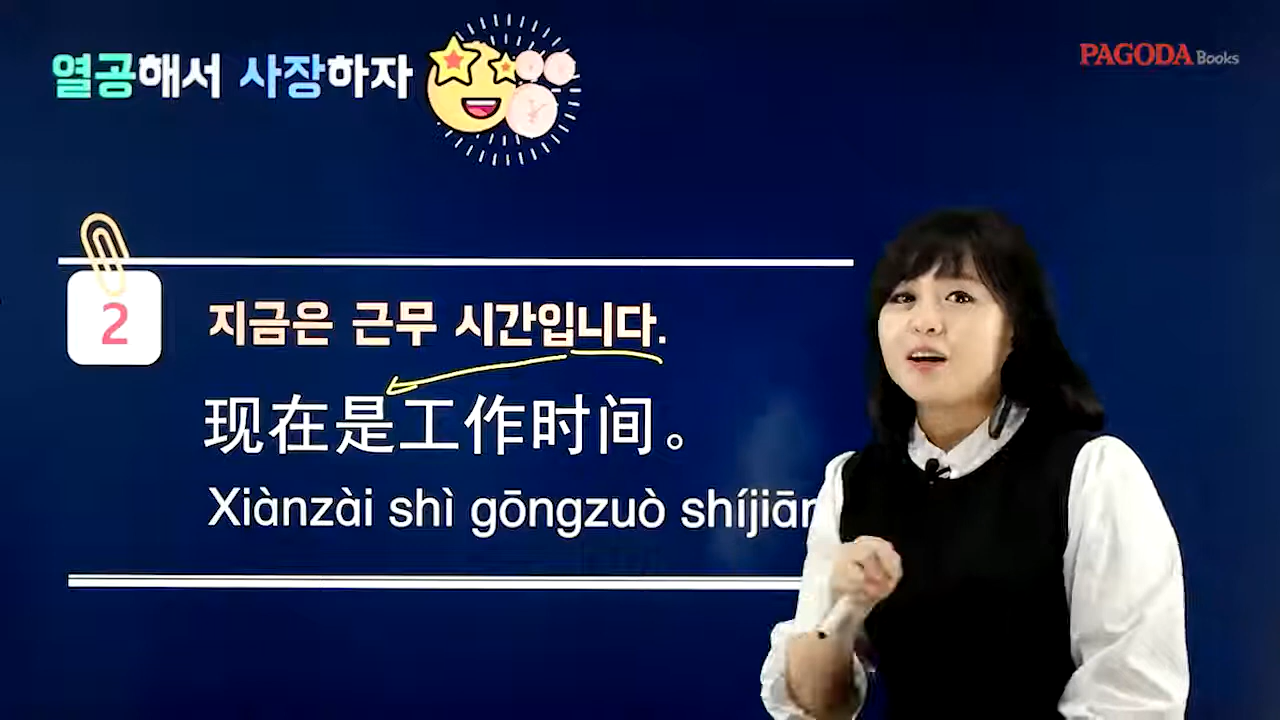 열공해서 사장하자
PAGODA Books
2
지금은 근무 시간입니다.
现在是工作时间。
Xiànzài shì gōngzuò